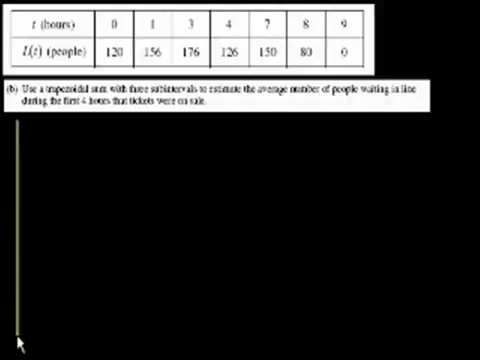 t (hours) 0 1 3 4 7 8 9
L(t) (people) 120 156 176 126 150 80 0
(b) Use a trapezoidal sum with three subintervals to estimate the average number of people waiting in line
during the first 4 hours that tickets were on sale.